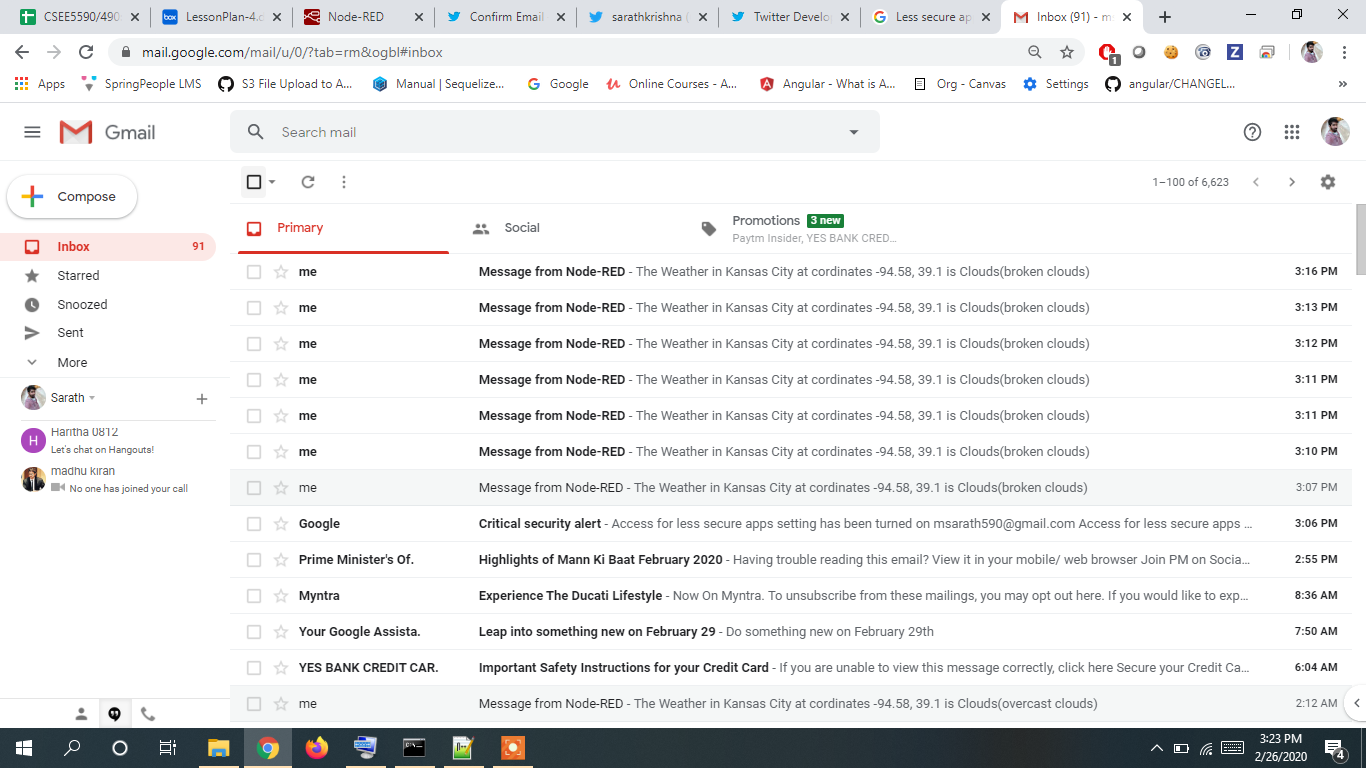 CSEE5590/490
LessonPlan-4.c
Node-RED
Confirm Email
sarathkrishna (
Twitter Develo
Less secure ap
Inbox (91) - m
mail.google.com/mail/u/0/?tab=rm&ogbl#inbox
1
Apps
SpringPeople LMS
S3 File Upload to A...
Manual | Sequelize...
Google
Online Courses - A...
Angular - What is A...
Org - Canvas
Settings
angular/CHANGEL...
»
Gmail
Search mail
Compose
1–100 of 6,623
Inbox 91
Starred
Snoozed
Sent
More
Sarath
Haritha 0812
Let's chat on Hangouts!
madhu kiran
No one has joined your call
Primary
Social
Promotions 3 new
Paytm Insider, YES BANK CRED...
me Message from Node-RED - The Weather in Kansas City at cordinates -94.58, 39.1 is Clouds(broken clouds) 3:16 PM
me Message from Node-RED - The Weather in Kansas City at cordinates -94.58, 39.1 is Clouds(broken clouds) 3:13 PM
me Message from Node-RED - The Weather in Kansas City at cordinates -94.58, 39.1 is Clouds(broken clouds) 3:12 PM
me Message from Node-RED - The Weather in Kansas City at cordinates -94.58, 39.1 is Clouds(broken clouds) 3:11 PM
me Message from Node-RED - The Weather in Kansas City at cordinates -94.58, 39.1 is Clouds(broken clouds) 3:11 PM
me Message from Node-RED - The Weather in Kansas City at cordinates -94.58, 39.1 is Clouds(broken clouds) 3:10 PM
me Message from Node-RED - The Weather in Kansas City at cordinates -94.58, 39.1 is Clouds(broken clouds) 3:07 PM
Google Critical security alert - Access for less secure apps setting has been turned on msarath590@gmail.com Access for less secure apps ... 3:06 PM
Prime Minister's Of. Highlights of Mann Ki Baat February 2020 - Having trouble reading this email? View it in your mobile/ web browser Join PM on Socia... 2:55 PM
Myntra Experience The Ducati Lifestyle - Now On Myntra. To unsubscribe from these mailings, you may opt out here. If you would like to exp... 8:36 AM
Your Google Assista. Leap into something new on February 29 - Do something new on February 29th 7:50 AM
YES BANK CREDIT CAR. Important Safety Instructions for your Credit Card - If you are unable to view this message correctly, click here Secure your Credit Ca... 6:04 AM
me Message from Node-RED - The Weather in Kansas City at cordinates -94.58, 39.1 is Clouds(overcast clouds) 2:12 AM
3:23 PM
2/26/2020
4